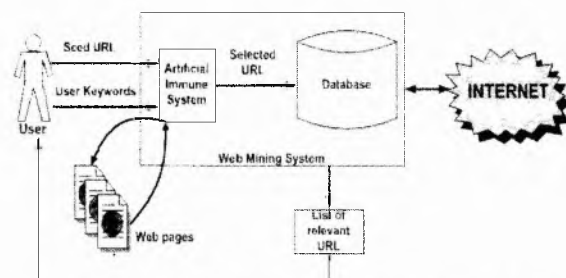 Seed URL
User Keywords
User
Artificial
Immune
System
Selected
URL
Database
INTERNET
Web Mining System
Web pages
List of
relevant
URL